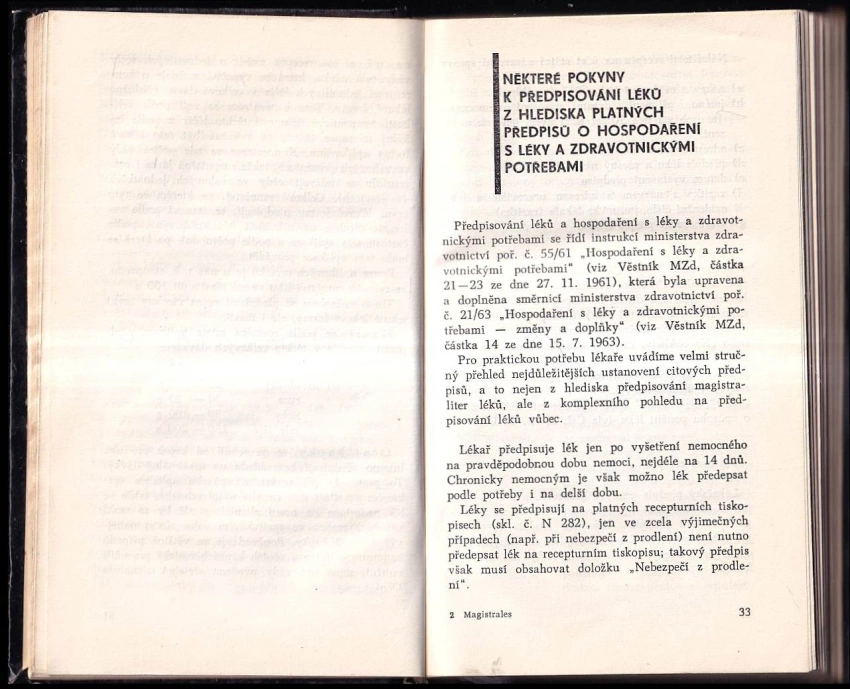 NĚKTERÉ POKYNY
K PŘEDPISOVÁNÍ LÉKŮ
Z HLEDISKA PLATNÝCH
PŘEDPISŮ O HOSPODAŘENÍ
S LÉKY A ZDRAVOTNICKÝMI
POTŘEBAMI
Předpisování léků a hospodaření s léky a zdravot-
nickými potřebami se řídí instrukcí ministerstva zdra-
votnictví poř. č. 55/61 „Hospodaření s léky a zdra-
votnickými potřebami“ (viz Věstník MZd, částka
21—23 ze dne 27. 11. 1961), která byla upravena
a doplněna směrnicí ministerstva zdravotnictví poř.
č. 21/63 „Hospodaření s léky a zdravotnickými po-
třebami — změny a doplňky“ (viz Věstník MZd,
částka 14 ze dne 15. 7. 1963).
Pro praktickou potřebu lékaře uvádíme velmi struč-
ný přehled nejdůležitějších ustanovení citových před-
pisů, a to nejen z hlediska předpisování magistra-
liter léků, ale z komplexního pohledu na před-
pisování léků vůbec.
Lékař předpisuje lék jen po vyšetření nemocného
na pravděpodobnou dobu nemoci, nejdéle na 14 dnů.
Chronicky nemocným je však možno lék předepsat
podle potřeby i na delší dobu.
Léky se předpisují na platných recepturních tisko-
pisech (skl. č. N 282), jen ve zcela výjimečných
případech (např. při nebezpečí z prodlení) není nutno
předepsat lék na recepturním tiskopisu; takový předpis
však musí obsahovat doložku „Nebezpečí z prodle-
ní“.
2 Magistrales
33